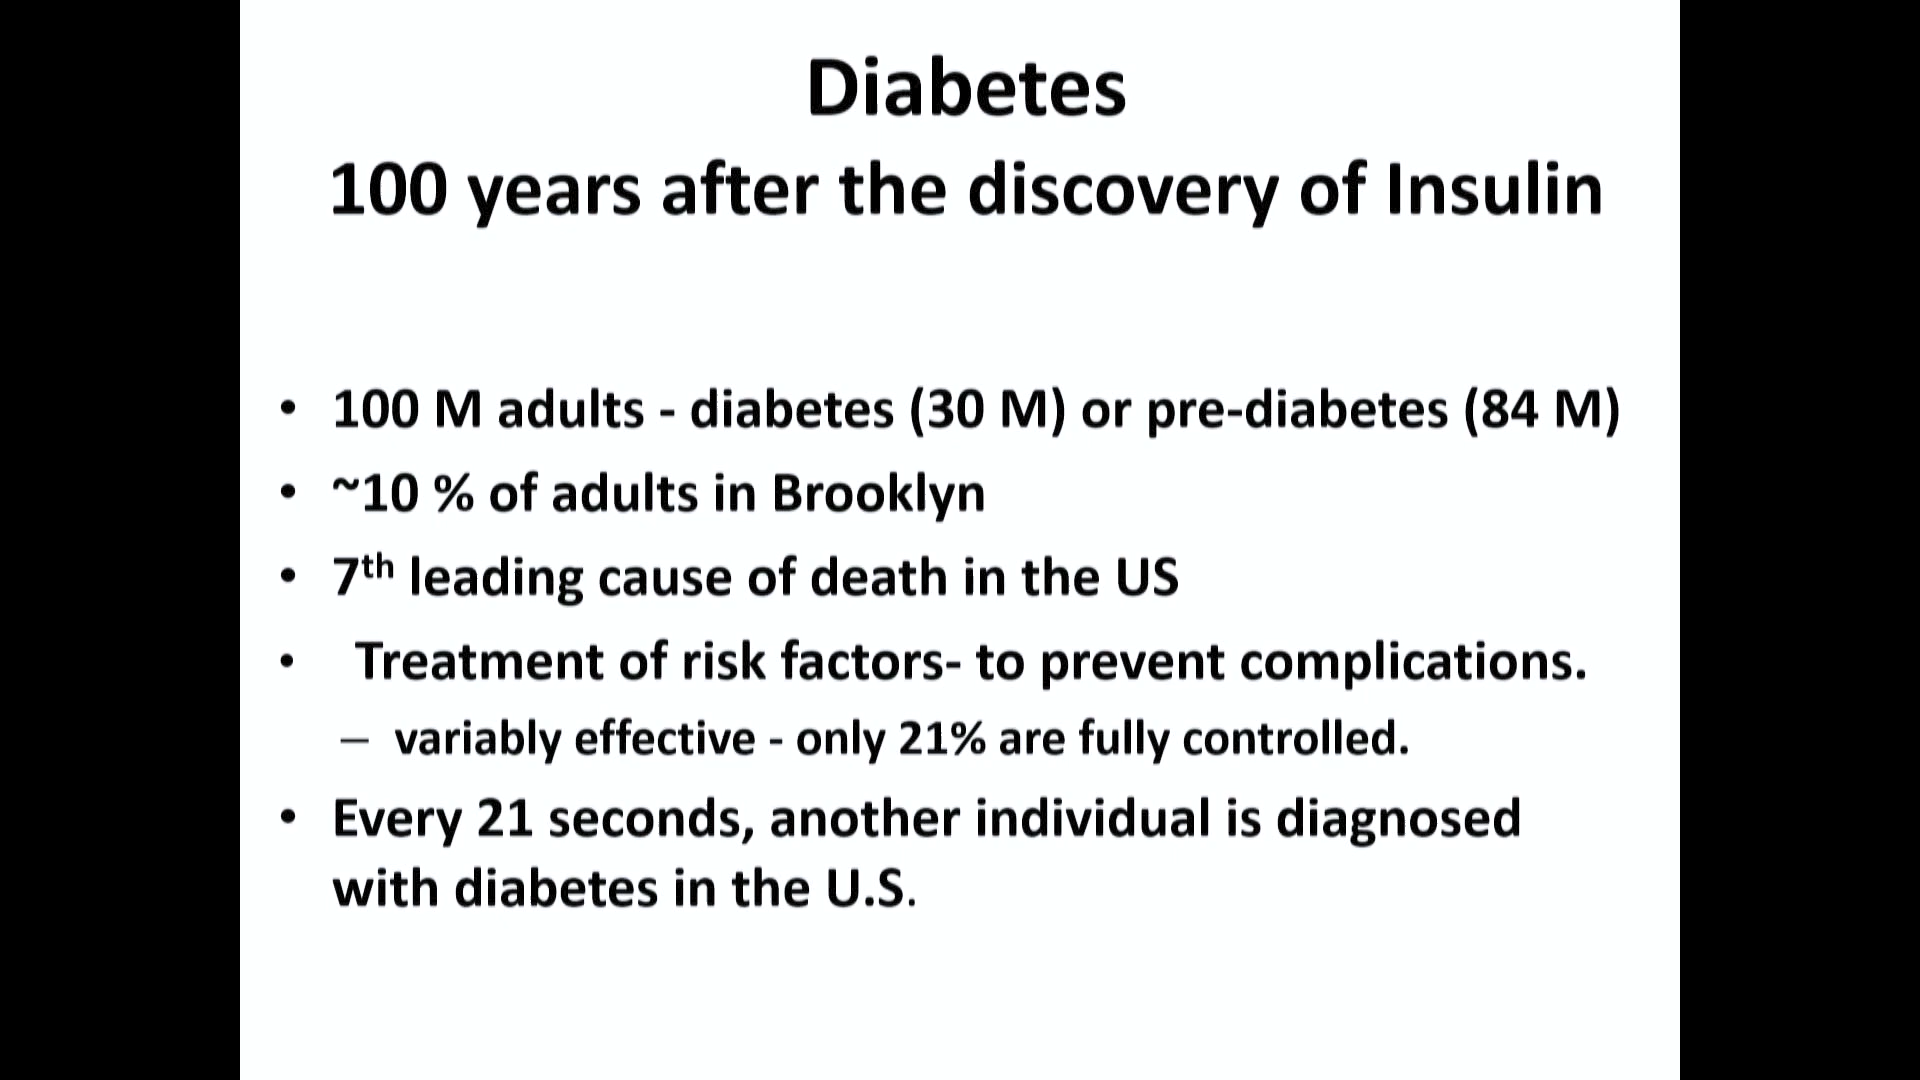 Diabetes
100 years after the discovery of Insulin
• 100 M adults - diabetes (30 M) or pre-diabetes (84 M)
• ~10 % of adults in Brooklyn
• 7th leading cause of death in the US
• Treatment of risk factors- to prevent complications.
– variably effective - only 21% are fully controlled.
• Every 21 seconds, another individual is diagnosed
with diabetes in the U.S.